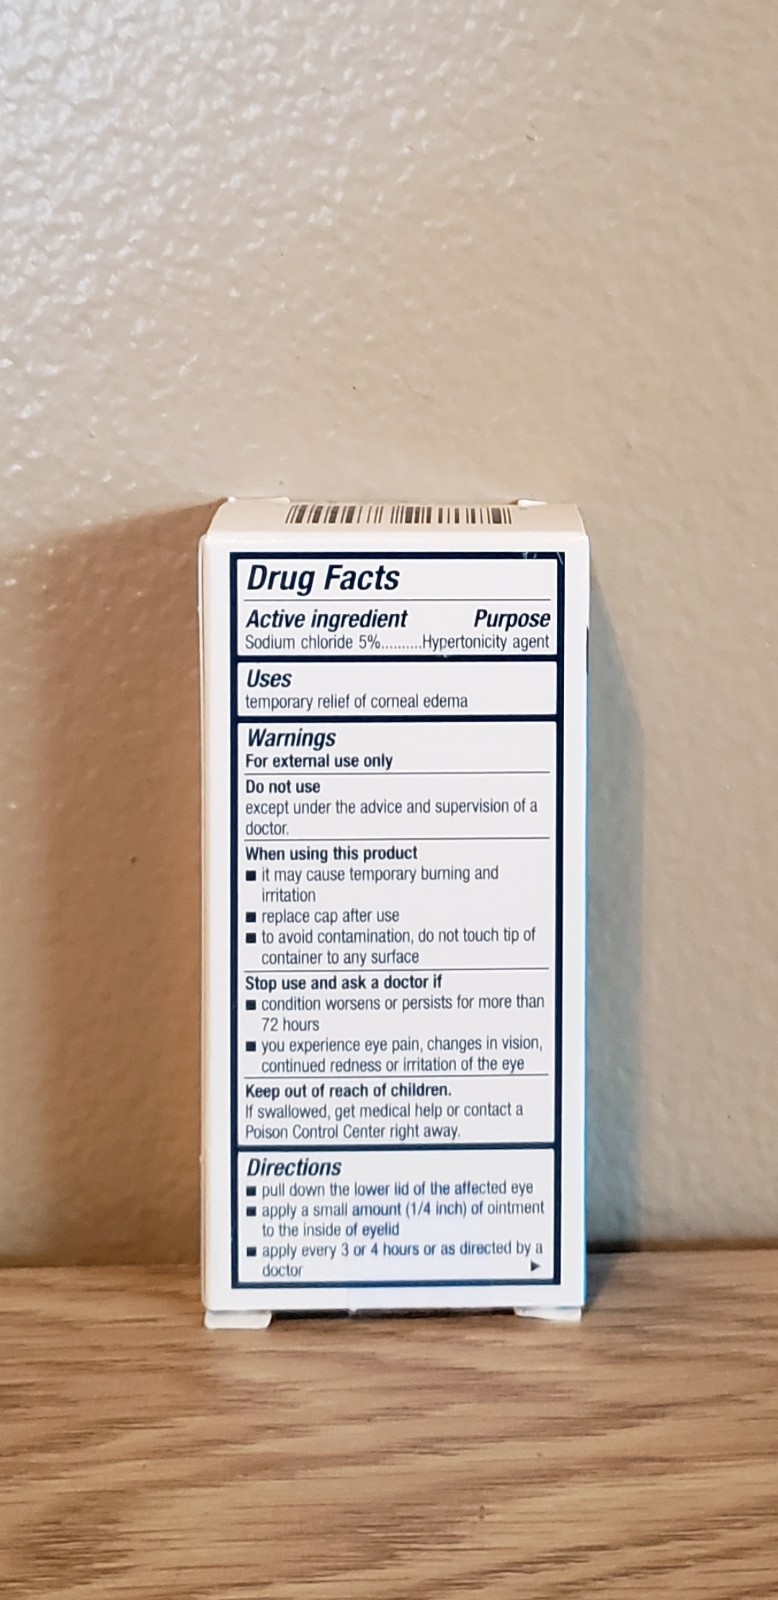 Drug Facts
Active ingredient Purpose
Sodium chloride 5%..........Hypertonicity agent
Uses
temporary relief of corneal edema
Warnings
For external use only
Do not use
except under the advice and supervision of a
doctor.
When using this product
■ it may cause temporary burning and
irritation
■ replace cap after use
■ to avoid contamination, do not touch tip of
container to any surface
Stop use and ask a doctor if
■ condition worsens or persists for more than
72 hours
■ you experience eye pain, changes in vision,
continued redness or irritation of the eye
Keep out of reach of children.
If swallowed, get medical help or contact a
Poison Control Center right away.
Directions
■ pull down the lower lid of the affected eye
■ apply a small amount (1/4 inch) of ointment
to the inside of eyelid
■ apply every 3 or 4 hours or as directed by a
doctor ▶